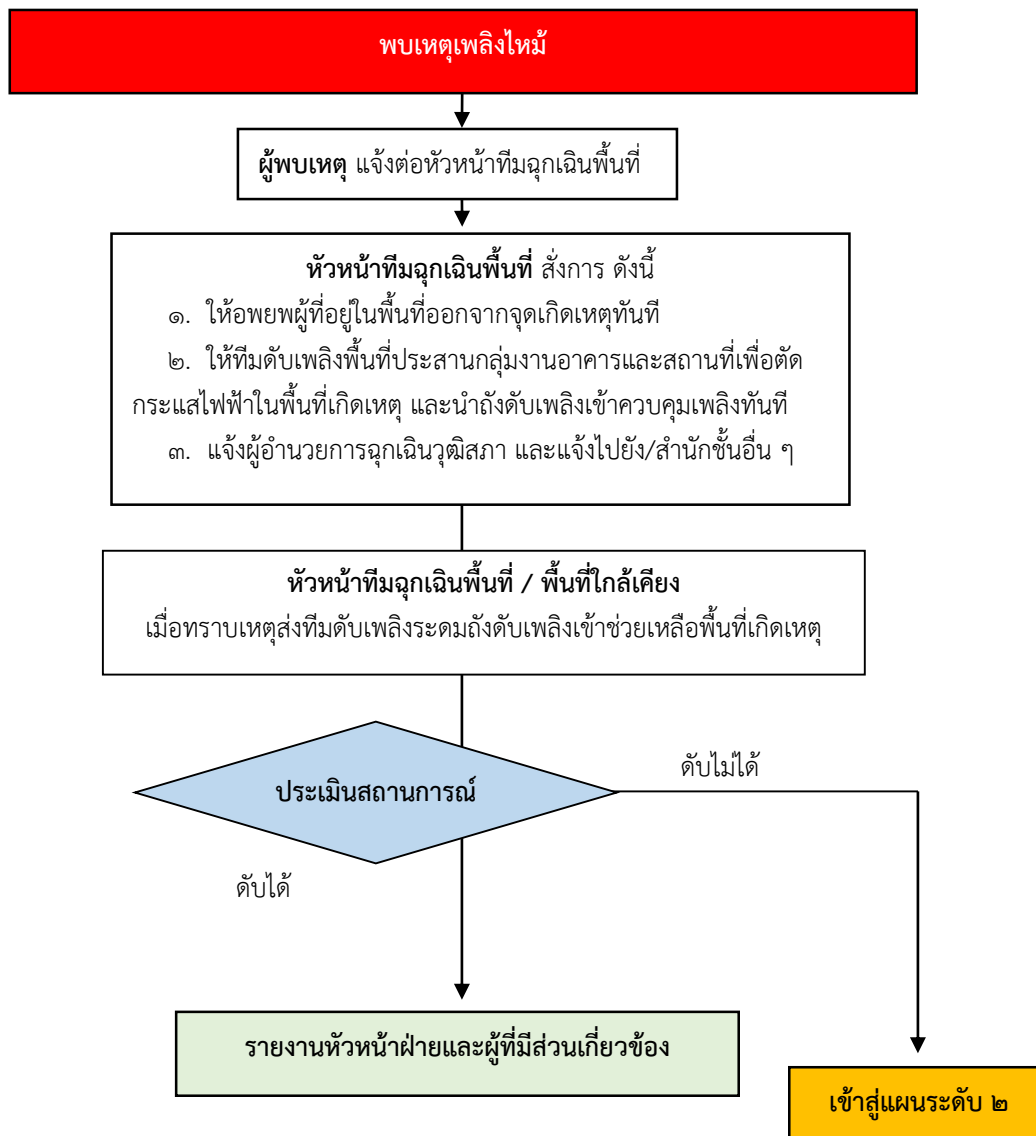 พบเหตุเพลิงไหม้
ผู้พบเหตุ แจ้งต่อหัวหน้าทีมฉุกเฉินพื้นที่
หัวหน้าทีมฉุกเฉินพื้นที่ สั่งการ ดังนี้
๑. ให้อพยพผู้ที่อยู่ในพื้นที่ออกจากจุดเกิดเหตุทันที
๒. ให้ทีมดับเพลิงพื้นที่ประสานกลุ่มงานอาคารและสถานที่เพื่อตัด
กระแสไฟฟ้าในพื้นที่เกิดเหตุ และนำถังดับเพลิงเข้าควบคุมเพลิงทันที
๓. แจ้งผู้อำนวยการฉุกเฉินวุฒิสภา และแจ้งไปยัง/สำนักชั้นอื่น ๆ
หัวหน้าทีมฉุกเฉินพื้นที่ / พื้นที่ใกล้เคียง
เมื่อทราบเหตุส่งทีมดับเพลิงระดมถังดับเพลิงเข้าช่วยเหลือพื้นที่เกิดเหตุ
ดับไม่ได้
ประเมินสถานการณ์
ดับได้
รายงานหัวหน้าฝ่ายและผู้ที่มีส่วนเกี่ยวข้อง
เข้าสู่แผนระดับ ๒